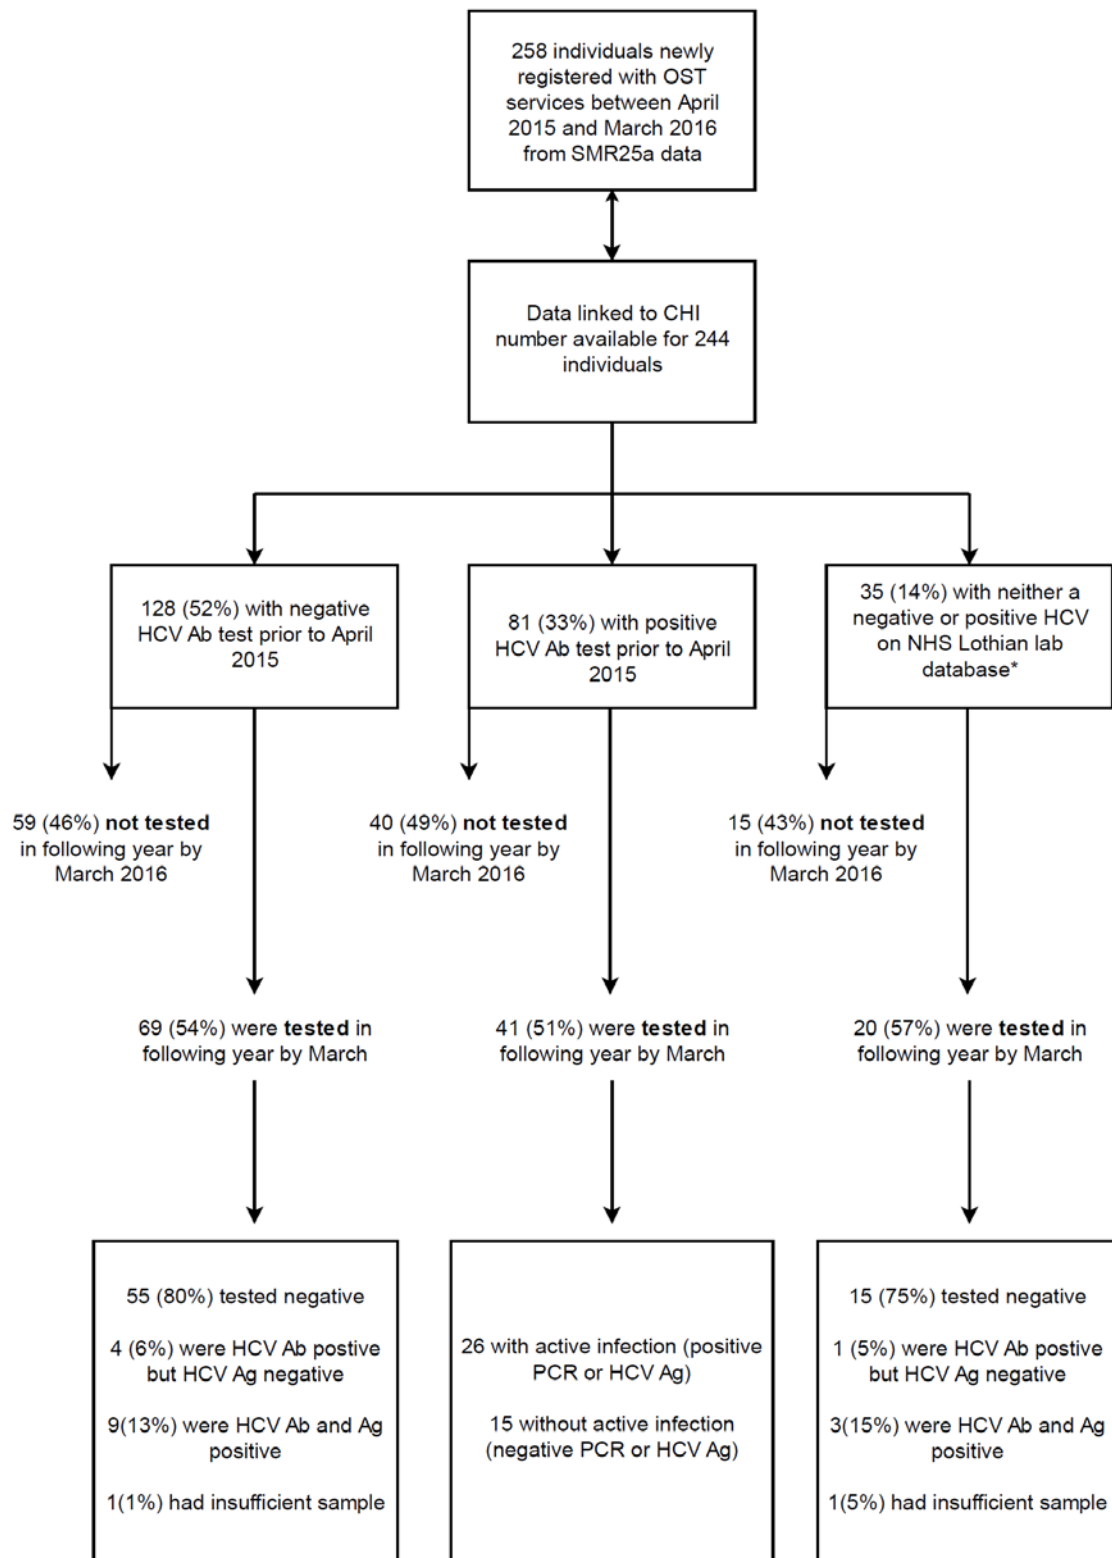 258 individuals newly
registered with OST
services between April
2015 and March 2016
from SMR25a data
Data linked to CHI
number available for 244
individuals
128 (52%) with negative
HCV Ab test prior to April
2015
81 (33%) with positive
HCV Ab test prior to April
2015
35 (14%) with neither a
negative or positive HCV
on NHS Lothian lab
database*
59 (46%) not tested
in following year by
March 2016
40 (49%) not tested
in following year by
March 2016
15 (43%) not tested
in following year by
March 2016
69 (54%) were tested in
following year by March
41 (51%) were tested in
following year by March
20 (57%) were tested in
following year by March
55 (80%) tested negative
4 (6%) were HCV Ab postive
but HCV Ag negative
9(13%) were HCV Ab and Ag
positive
1(1%) had insufficient sample
26 with active infection (positive
PCR or HCV Ag)
15 without active infection
(negative PCR or HCV Ag)
15 (75%) tested negative
1 (5%) were HCV Ab postive
but HCV Ag negative
3(15%) were HCV Ab and Ag
positive
1(5%) had insufficient sample